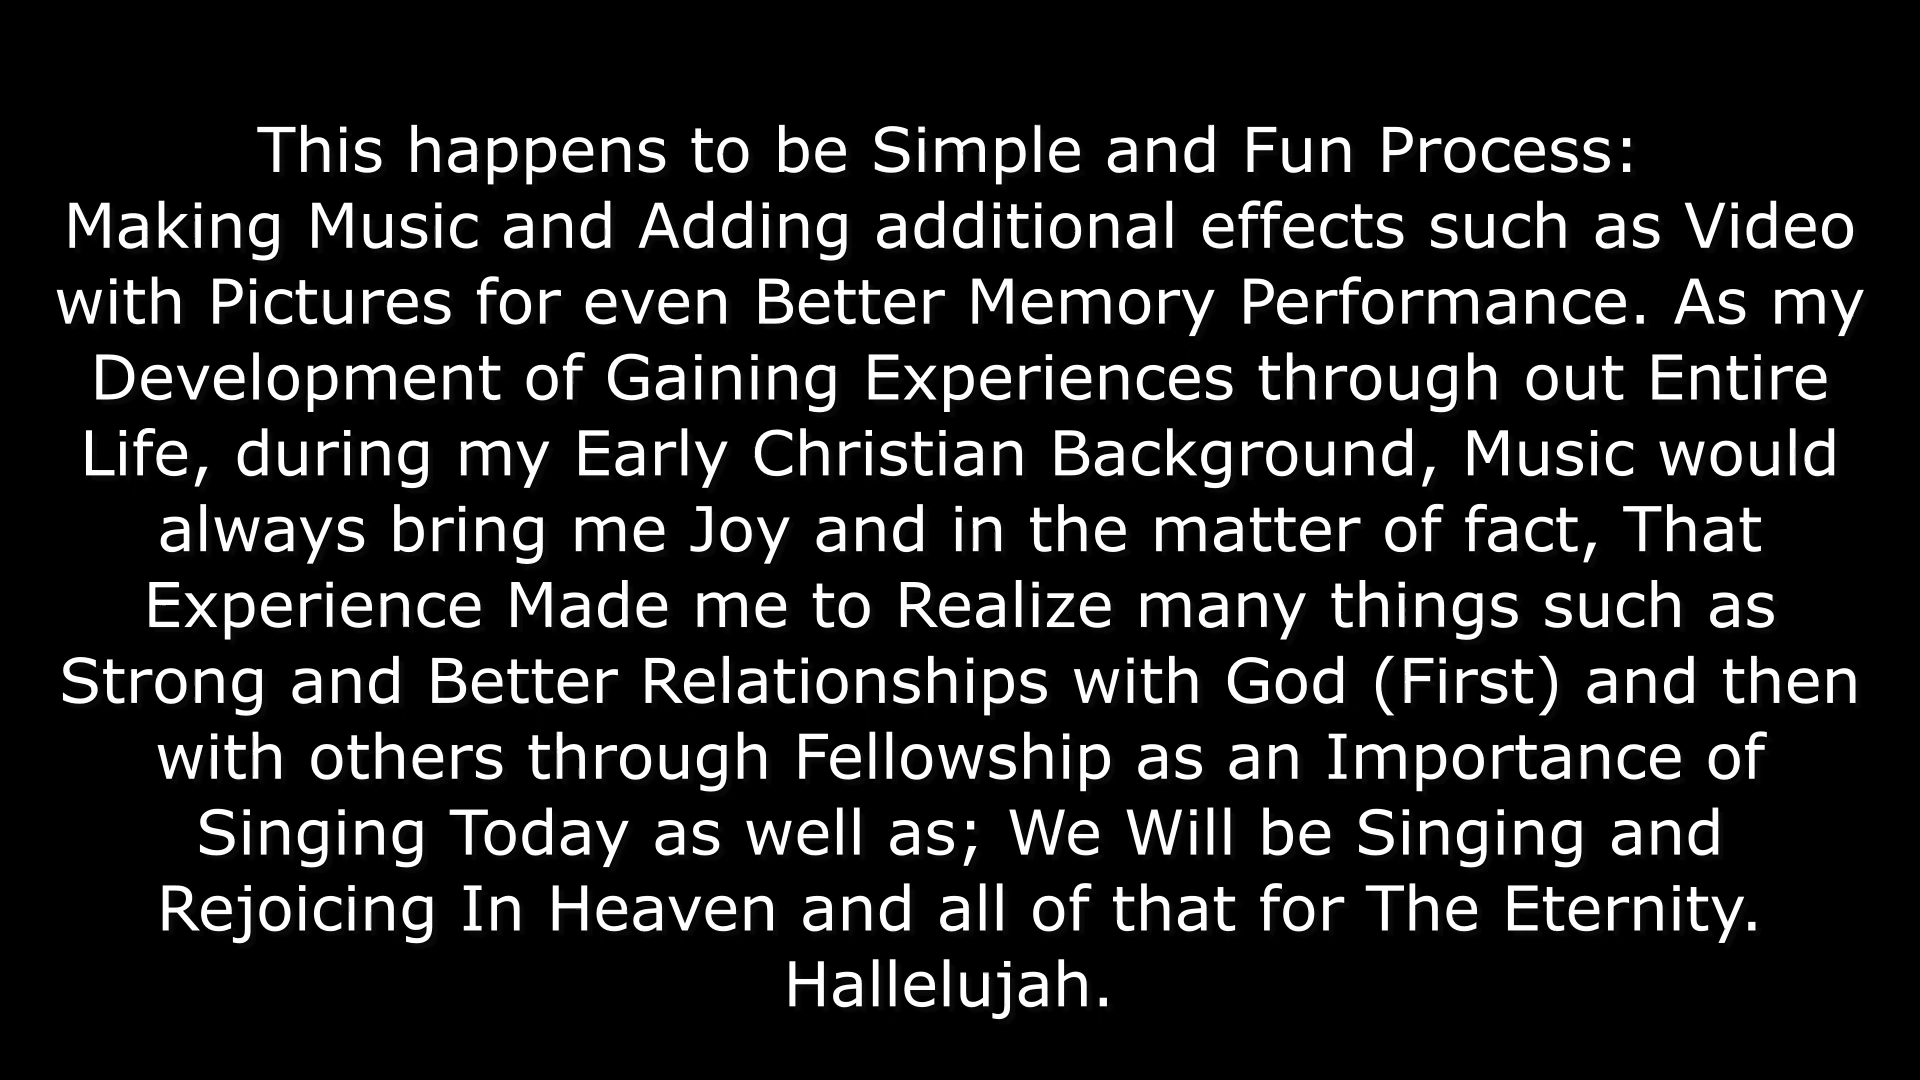 This happens to be Simple and Fun Process:
Making Music and Adding additional effects such as Video
with Pictures for even Better Memory Performance. As my
Development of Gaining Experiences through out Entire
Life, during my Early Christian Background, Music would
always bring me Joy and in the matter of fact, That
Experience Made me to Realize many things such as
Strong and Better Relationships with God (First) and then
with others through Fellowship as an Importance of
Singing Today as well as; We Will be Singing and
Rejoicing In Heaven and all of that for The Eternity.
Hallelujah.